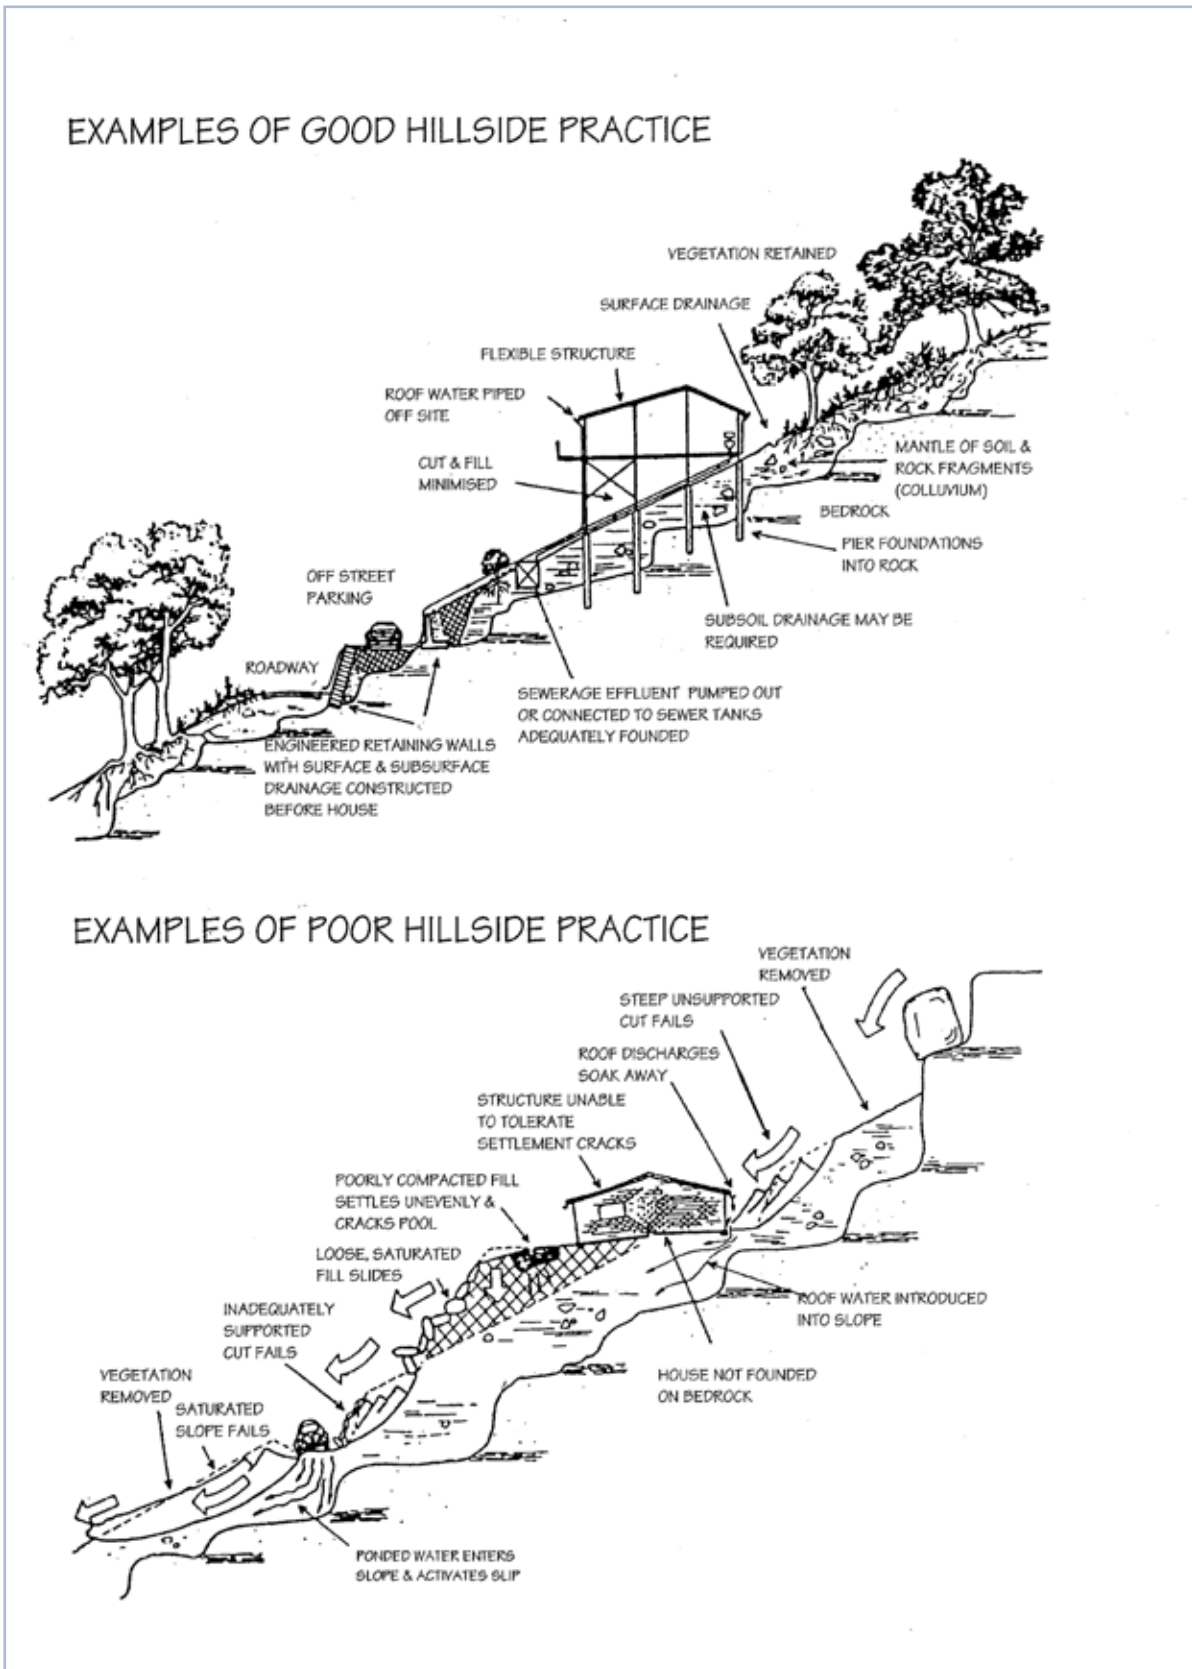 EXAMPLES OF GOOD HILLSIDE PRACTICE
VEGETATION RETAINED
SURFACE DRAINAGE
FLEXIBLE STRUCTURE
ROOF WATER PIPED
OFF SITE
CUT & FILL
MINIMISED
MANTLE OF SOIL &
ROCK FRAGMENTS
(COLLUVIUM)
BEDROCK
PIER FOUNDATIONS
INTO ROCK
OFF STREET
PARKING
SUBSOIL DRAINAGE MAY BE
REQUIRED
ROADWAY
SEWERAGE EFFLUENT PUMPED OUT
OR CONNECTED TO SEWER TANKS
ADEQUATELY FOUNDED
ENGINEERED RETAINING WALLS
WITH SURFACE & SUBSURFACE
DRAINAGE CONSTRUCTED
BEFORE HOUSE
EXAMPLES OF POOR HILLSIDE PRACTICE
VEGETATION
REMOVED
STEEP UNSUPPORTED
CUT FAILS
ROOF DISCHARGES
SOAK AWAY
STRUCTURE UNABLE
TO TOLERATE
SETTLEMENT CRACKS
POORLY COMPACTED FILL
SETTLES UNEVENLY &
CRACKS POOL
LOOSE, SATURATED
FILL SLIDES
INADEQUATELY
SUPPORTED
CUT FAILS
ROOF WATER INTRODUCED
INTO SLOPE
HOUSE NOT FOUNDED
ON BEDROCK
VEGETATION
REMOVED
SATURATED
SLOPE FAILS
PONDED WATER ENTERS
SLOPE & ACTIVATES SLIP